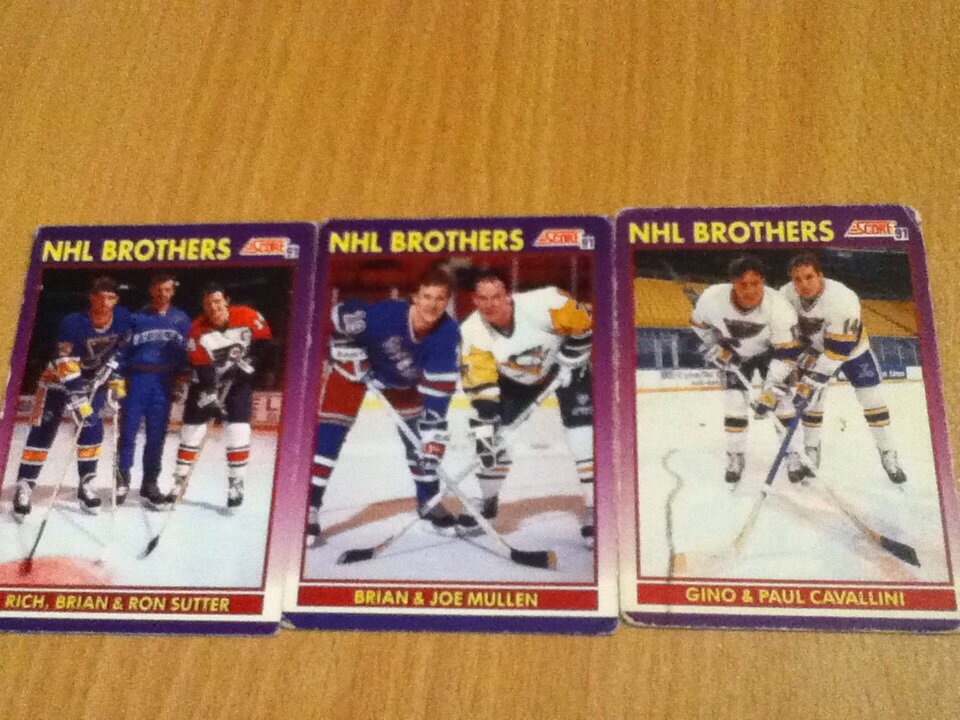 NHL BROTHERS
SCORE 91
RICH, BRIAN & RON SUTTER
NHL BROTHERS
SCORE 91
BRIAN & JOE MULLEN
NHL BROTHERS
SCORE 91
14
GINO & PAUL CAVALLINI